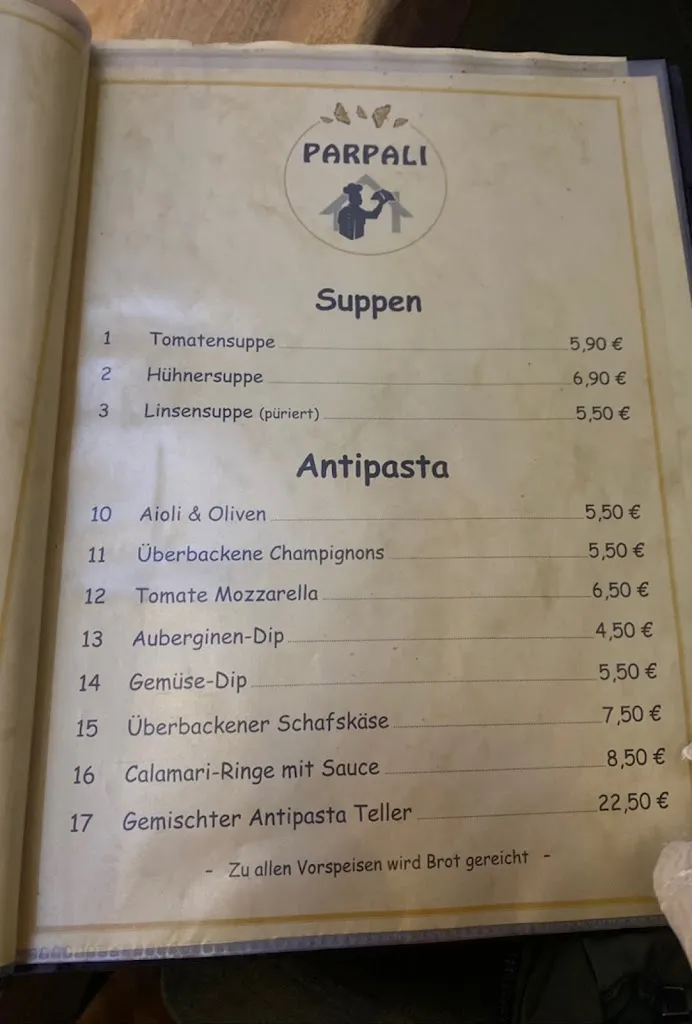 PARPALI
Suppen
1 Tomatensuppe 5,90 €
2 Hühnersuppe 6,90 €
3 Linsensuppe (püriert) 5,50 €
Antipasta
10 Aioli & Oliven 5,50 €
11 Überbackene Champignons 5,50 €
12 Tomate Mozzarella 6,50 €
13 Auberginen-Dip 4,50 €
14 Gemüse-Dip 5,50 €
15 Überbackener Schafskäse 7,50 €
16 Calamari-Ringe mit Sauce 8,50 €
17 Gemischter Antipasta Teller 22,50 €
- Zu allen Vorspeisen wird Brot gereicht -